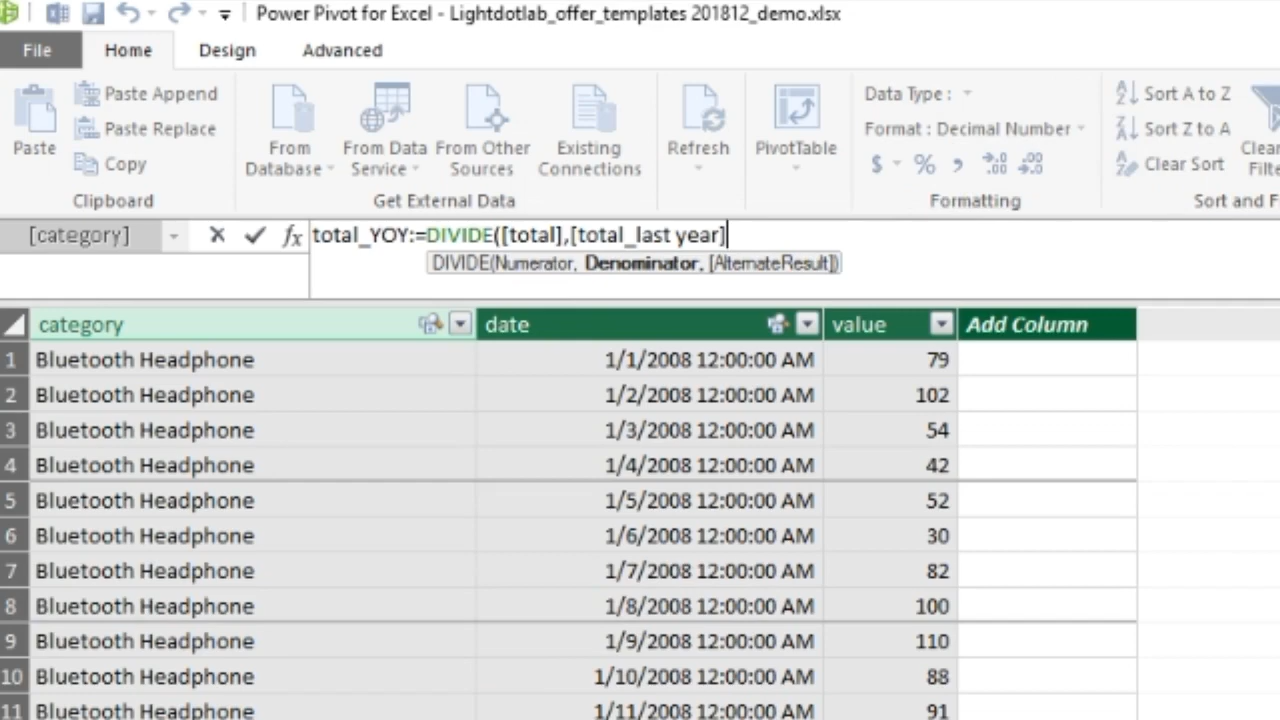 Power Pivot for Excel - Lightdotlab_offer_templates 201812_demo.xlsx
File Home Design Advanced
Paste
Paste Append
Paste Replace
Copy
Clipboard
From Database
From Data Service
From Other Sources
Existing Connections
Get External Data
Refresh
PivotTable
Data Type :
Format : Decimal Number
$ % , .0 .00 .00 .0
Formatting
Sort A to Z
Sort Z to A
Clear Sort
Clear
Sort and F
[category] fx total_YOY:=DIVIDE([total],[total_last year]
DIVIDE(Numerator, Denominator, [AlternateResult])
category date value Add Column
1 Bluetooth Headphone 1/1/2008 12:00:00 AM 79
2 Bluetooth Headphone 1/2/2008 12:00:00 AM 102
3 Bluetooth Headphone 1/3/2008 12:00:00 AM 54
4 Bluetooth Headphone 1/4/2008 12:00:00 AM 42
5 Bluetooth Headphone 1/5/2008 12:00:00 AM 52
6 Bluetooth Headphone 1/6/2008 12:00:00 AM 30
7 Bluetooth Headphone 1/7/2008 12:00:00 AM 82
8 Bluetooth Headphone 1/8/2008 12:00:00 AM 100
9 Bluetooth Headphone 1/9/2008 12:00:00 AM 110
10 Bluetooth Headphone 1/10/2008 12:00:00 AM 88
11 Bluetooth Headphone 1/11/2008 12:00:00 AM 91